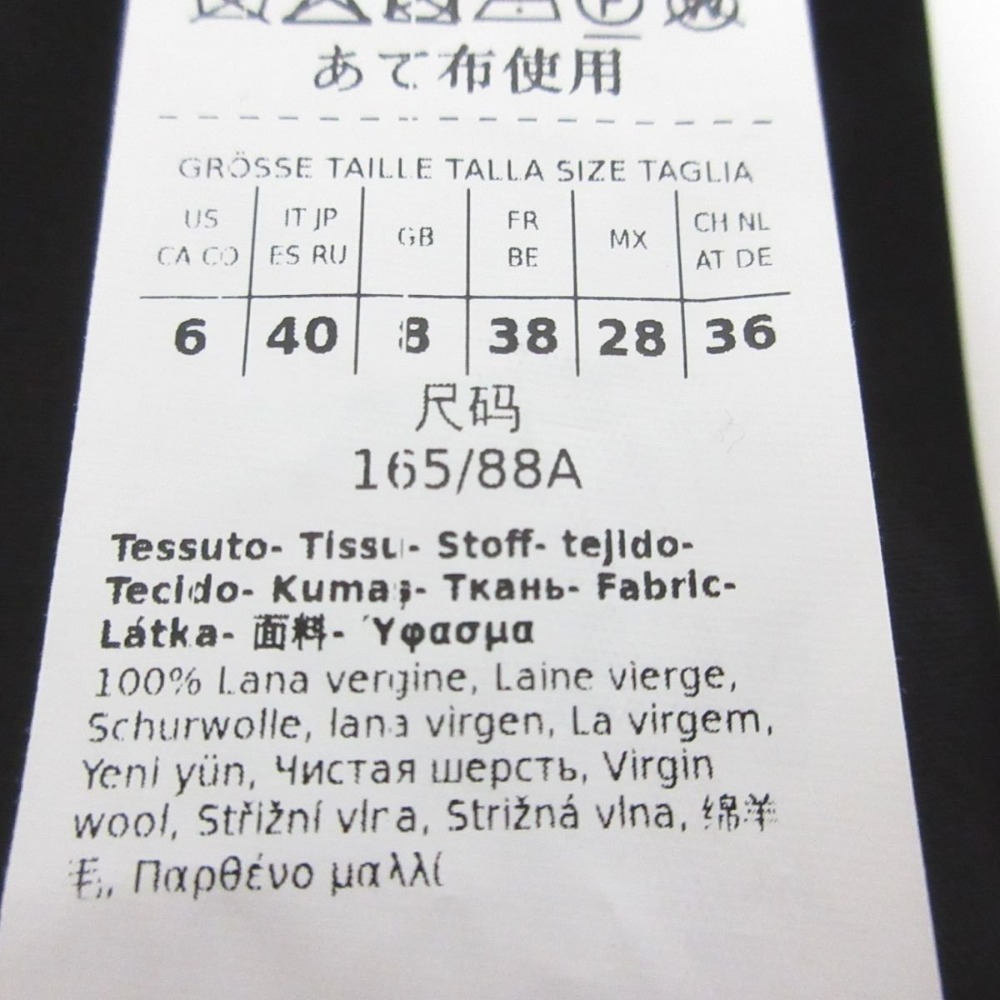 あて布使用
GRÖSSE TAILLE TALLA SIZE TAGLIA
US CA CO
IT JP ES RU
GB
FR BE
MX
CH NL AT DE
6 40 8 38 28 36
尺码
165/88A
Tessuto- Tissu- Stoff- tejido-
Tecido- Kumaş- Ткань- Fabric-
Látka- 面料- Ύφασμα
100% Lana vergine, Laine vierge,
Schurwolle, lana virgen, La virgem,
Yeni yün, Чистая шерсть, Virgin
wool, Střižní vlna, Strižná vlna, 绵羊
毛, Παρθένο μαλλί